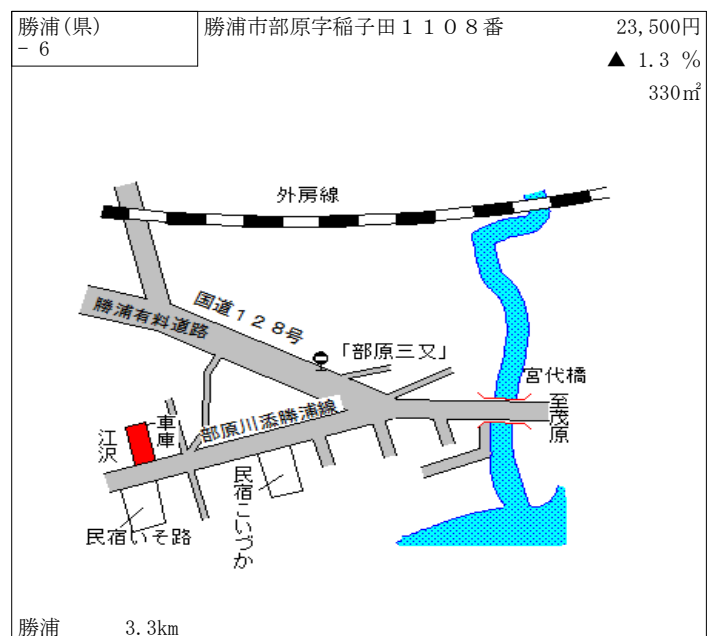 勝浦(県)
- 6
勝浦市部原字稲子田１１０８番
23,500円
▲ 1.3 %
330㎡
外房線
国道１２８号
勝浦有料道路
「部原三又」
宮代橋
至茂原
部原川添勝浦線
車庫
江沢
民宿こいづか
民宿いそ路
勝浦 3.3km